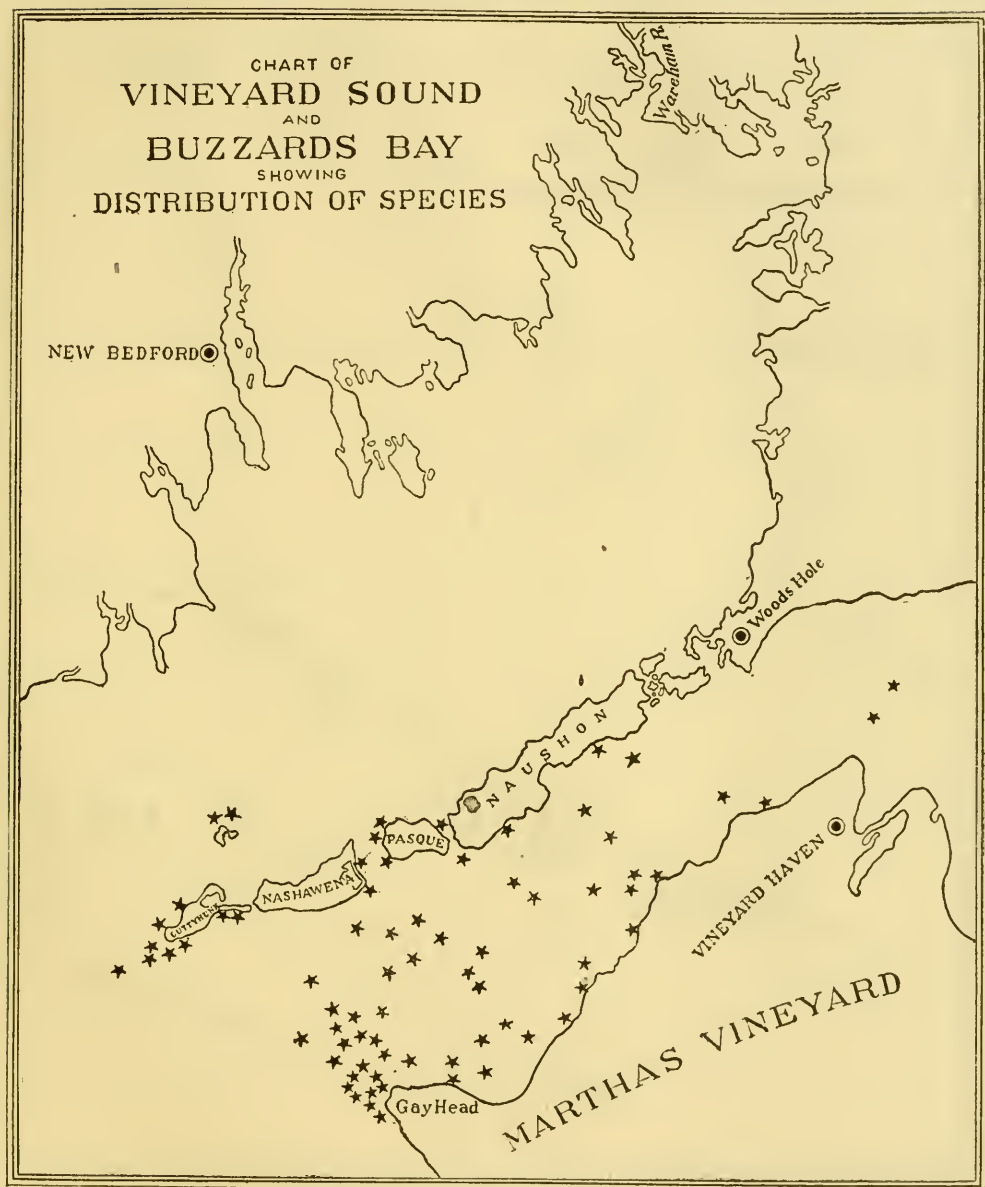 CHART OF
VINEYARD SOUND
AND
BUZZARDS BAY
SHOWING
DISTRIBUTION OF SPECIES
Wareham R.
NEW BEDFORD
Woods Hole
NAUSHON
PASQUE
NASHAWENA
CUTTYHUNK
VINEYARD HAVEN
MARTHAS VINEYARD
Gay Head